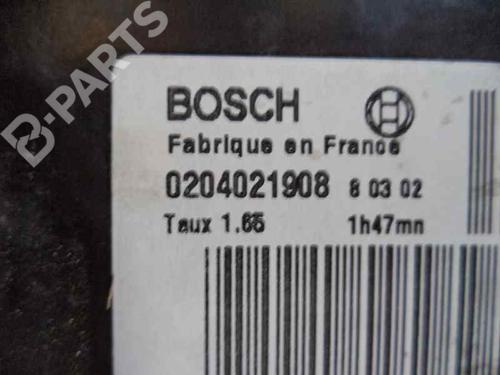 B-PARTS
BOSCH
Fabrique en France
0204021908 8 03 02
Taux 1.65 1h47mn